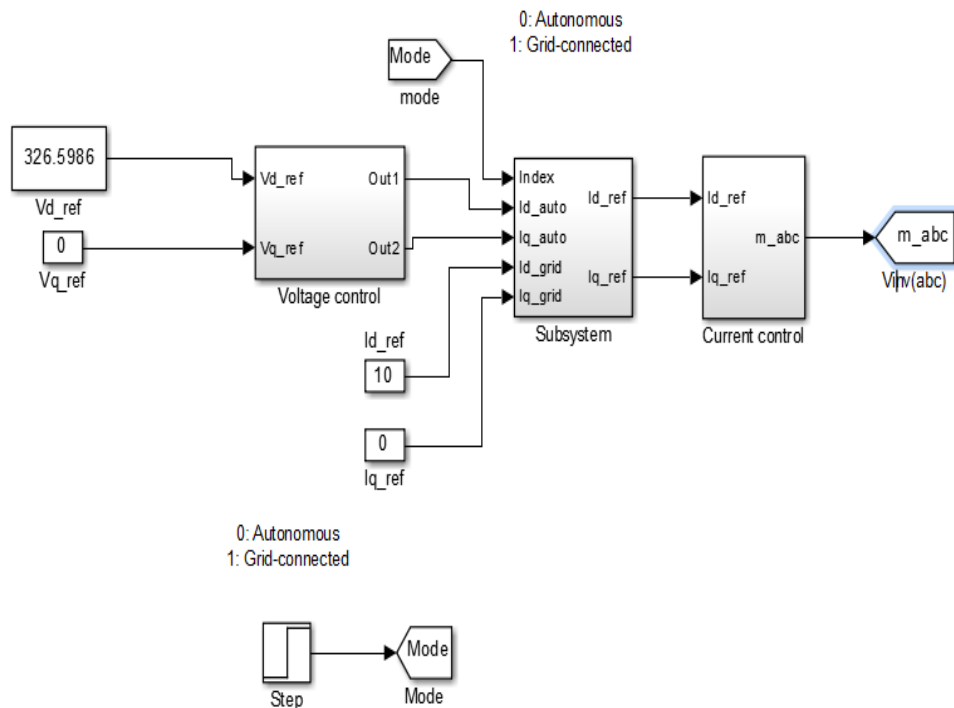 0: Autonomous
1: Grid-connected
Mode
mode
326.5986
Vd_ref
0
Vq_ref
Vd_ref
Vq_ref
Out1
Out2
Voltage control
Index
Id_auto
Iq_auto
Id_grid
Iq_grid
Id_ref
Iq_ref
Subsystem
Id_ref
Iq_ref
m_abc
Current control
m_abc
Vinv(abc)
Id_ref
10
0
Iq_ref
0: Autonomous
1: Grid-connected
Step
Mode
Mode